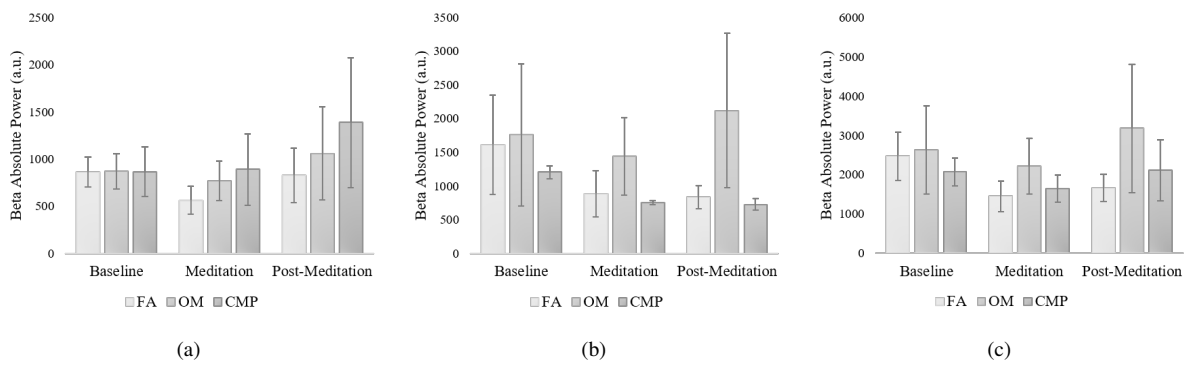 Beta Absolute Power (a.u.)
2500
2000
1500
1000
500
0
Baseline Meditation Post-Meditation
FA OM CMP
(a)
Beta Absolute Power (a.u.)
3500
3000
2500
2000
1500
1000
500
0
Baseline Meditation Post-Meditation
FA OM CMP
(b)
Beta Absolute Power (a.u.)
6000
5000
4000
3000
2000
1000
0
Baseline Meditation Post-Meditation
FA OM CMP
(c)